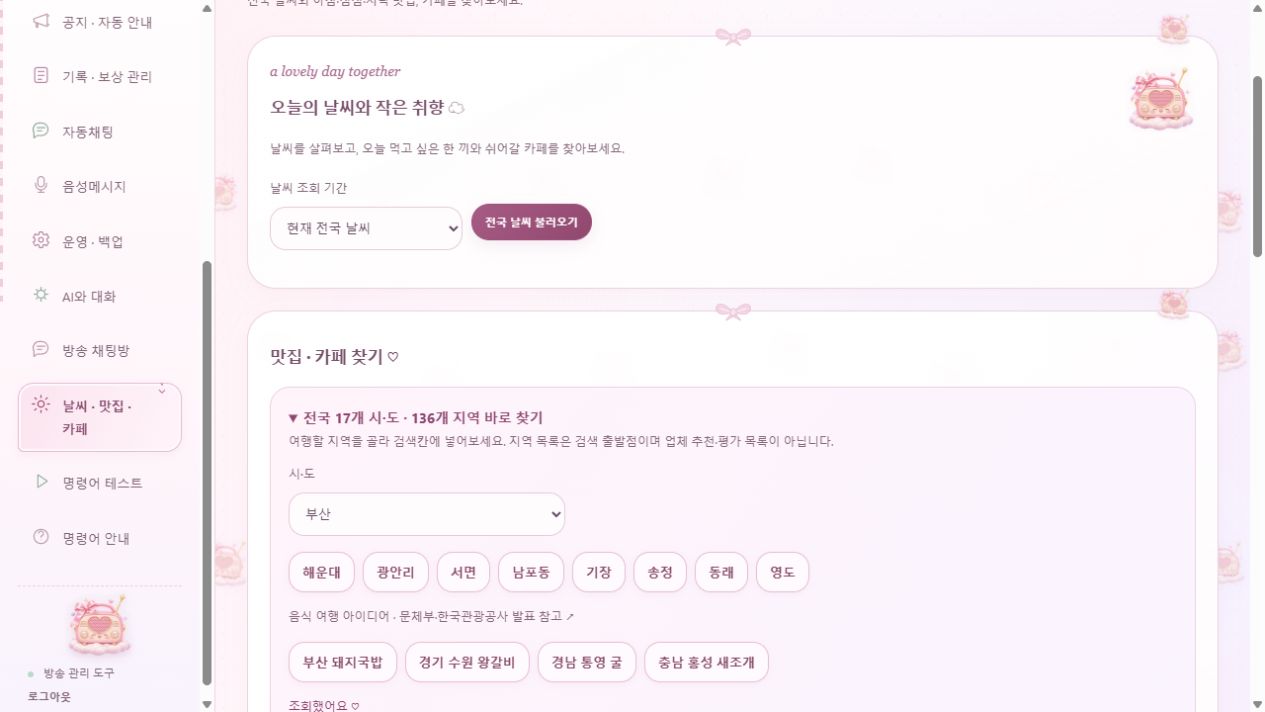 공지 · 자동 안내
기록 · 보상 관리
자동채팅
음성메시지
운영 · 백업
AI와 대화
방송 채팅방
날씨 · 맛집 ·
카페
명령어 테스트
명령어 안내
방송 관리 도구
로그아웃
a lovely day together
오늘의 날씨와 작은 취향
날씨를 살펴보고, 오늘 먹고 싶은 한 끼와 쉬어갈 카페를 찾아보세요.
날씨 조회 기간
현재 전국 날씨
전국 날씨 불러오기
맛집 · 카페 찾기 ♡
▼ 전국 17개 시·도 · 136개 지역 바로 찾기
여행할 지역을 골라 검색칸에 넣어보세요. 지역 목록은 검색 출발점이며 업체 추천·평가 목록이 아닙니다.
시·도
부산
해운대 광안리 서면 남포동 기장 송정 동래 영도
음식 여행 아이디어 · 문체부·한국관광공사 발표 참고 ↗
부산 돼지국밥 경기 수원 왕갈비 경남 통영 굴 충남 홍성 새조개
조회했어요 ♡